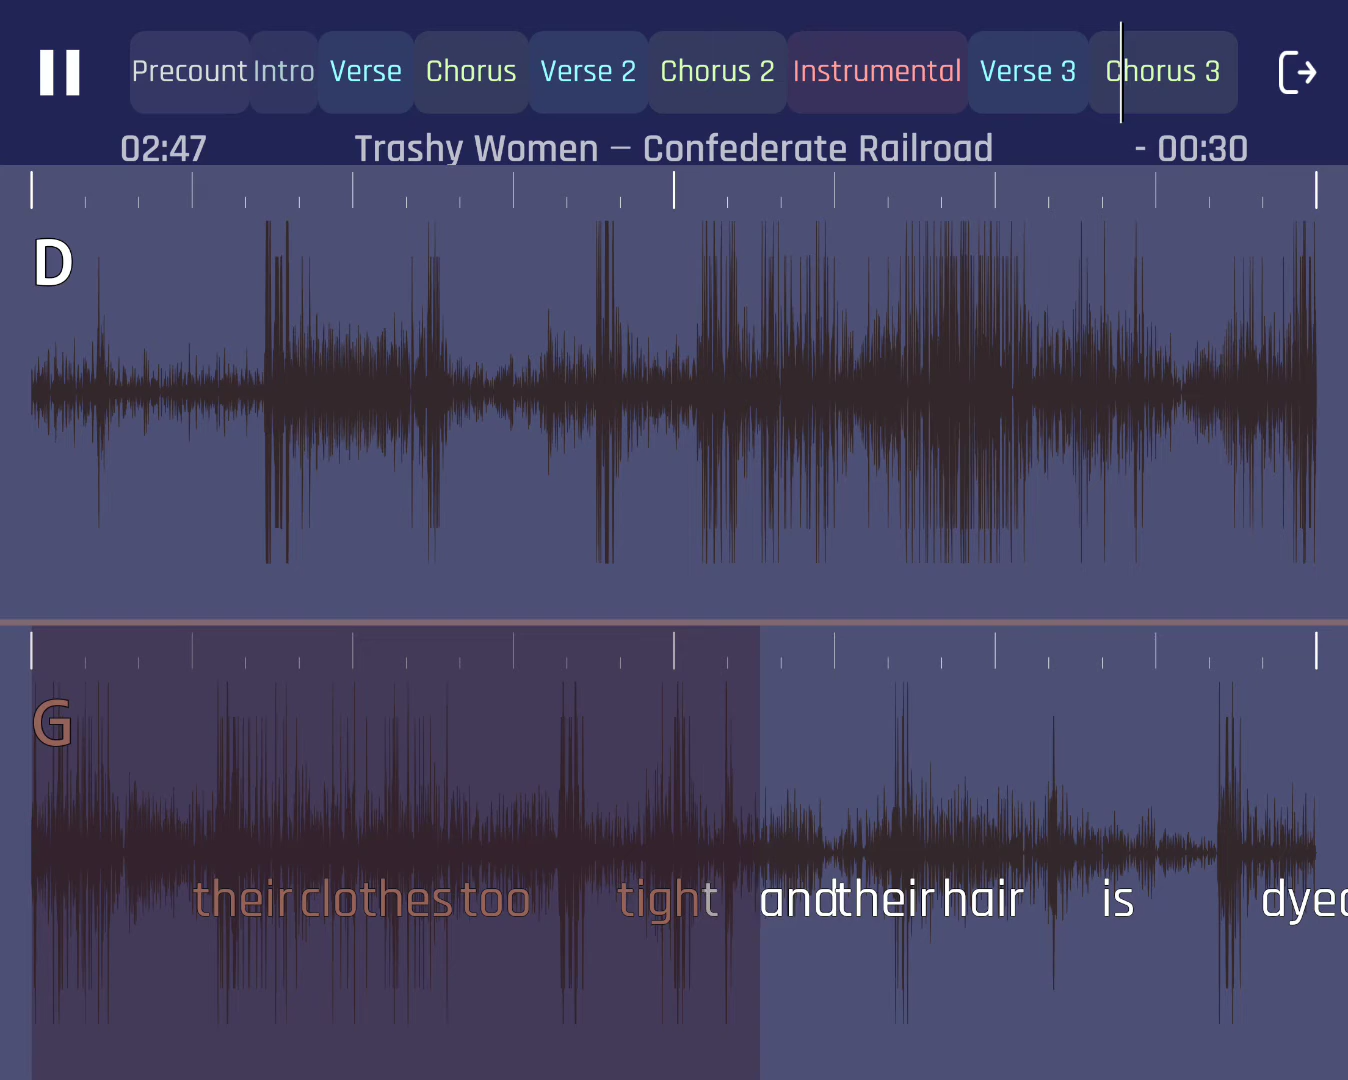 Precount Intro Verse Chorus Verse 2 Chorus 2 Instrumental Verse 3 Chorus 3
02:47 Trashy Women – Confederate Railroad - 00:30
D
G
their clothes too tight and their hair is dyed